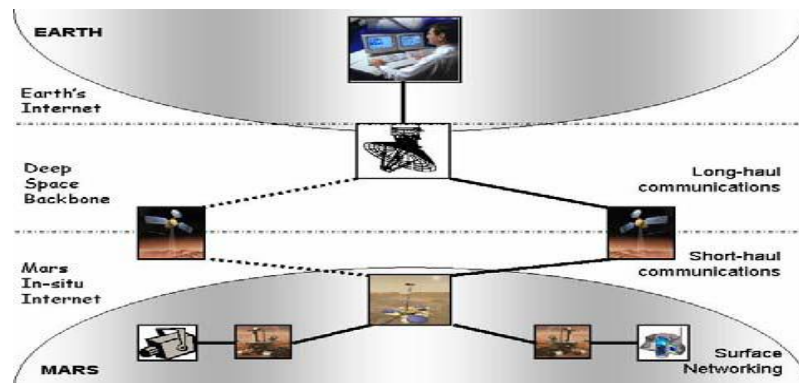 EARTH
Earth's
Internet
Deep
Space
Backbone
Long-haul
communications
Mars
In-situ
Internet
Short-haul
communications
MARS
Surface
Networking